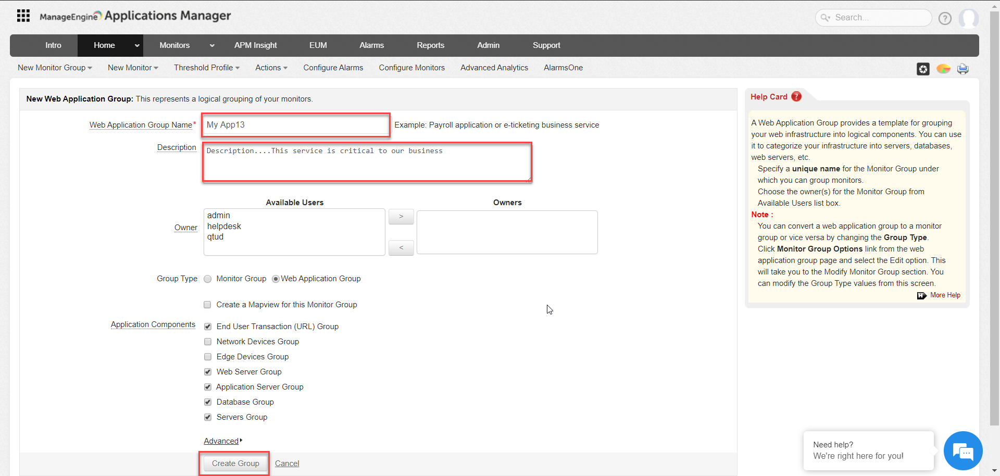 ManageEngine Applications Manager
Search...
?
Intro Home Monitors APM Insight EUM Alarms Reports Admin Support
New Monitor Group New Monitor Threshold Profile Actions Configure Alarms Configure Monitors Advanced Analytics AlarmsOne
New Web Application Group: This represents a logical grouping of your monitors.
Web Application Group Name* My App13 Example: Payroll application or e-ticketing business service
Description Description....This service is critical to our business
Available Users Owners
Owner
admin
helpdesk
qtud
>
<
Group Type Monitor Group Web Application Group
Create a Mapview for this Monitor Group
Application Components
End User Transaction (URL) Group
Network Devices Group
Edge Devices Group
Web Server Group
Application Server Group
Database Group
Servers Group
Advanced
Create Group Cancel
Help Card ?
A Web Application Group provides a template for grouping
your web infrastructure into logical components. You can use
it to categorize your infrastructure into servers, databases,
web servers, etc.
Specify a unique name for the Monitor Group under
which you can group monitors.
Choose the owner(s) for the Monitor Group from
Available Users list box.
Note :
You can convert a web application group to a monitor
group or vice versa by changing the Group Type.
Click Monitor Group Options link from the web
application group page and select the Edit option. This
will take you to the Modify Monitor Group section. You
can modify the Group Type values from this screen.
H More Help
Need help?
We're right here for you!